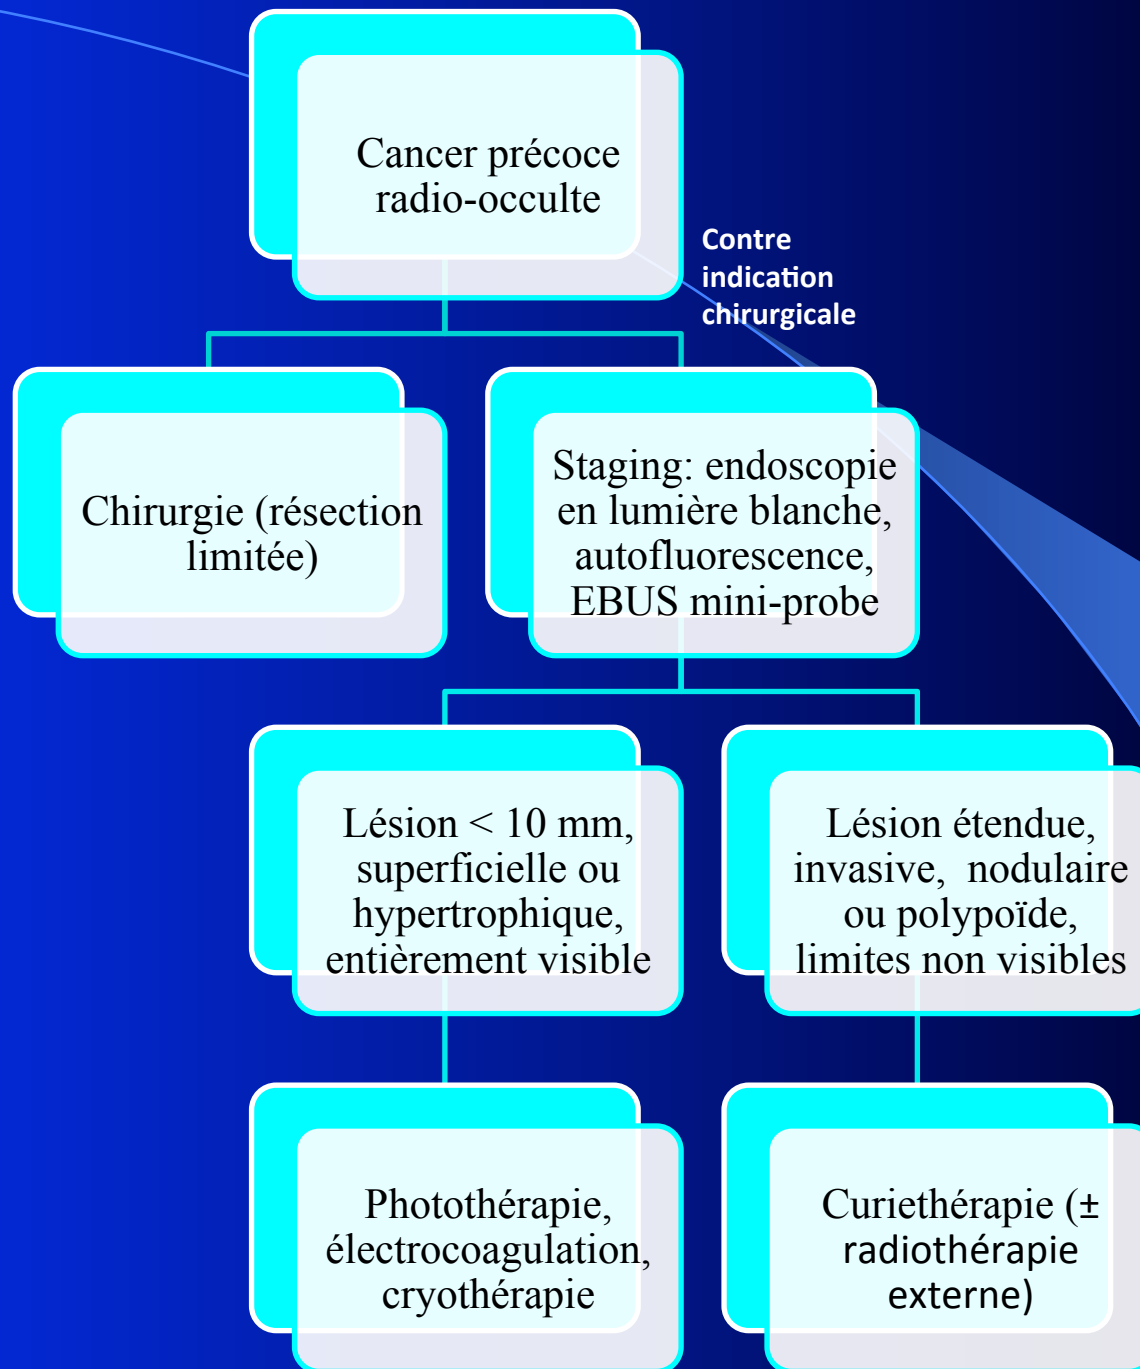 Cancer précoce
radio-occulte
Contre
indication
chirurgicale
Chirurgie (résection
limitée)
Staging: endoscopie
en lumière blanche,
autofluorescence,
EBUS mini-probe
Lésion < 10 mm,
superficielle ou
hypertrophique,
entièrement visible
Lésion étendue,
invasive,  nodulaire
ou polypoïde,
limites non visibles
Photothérapie,
électrocoagulation,
cryothérapie
Curiethérapie (±
radiothérapie
externe)